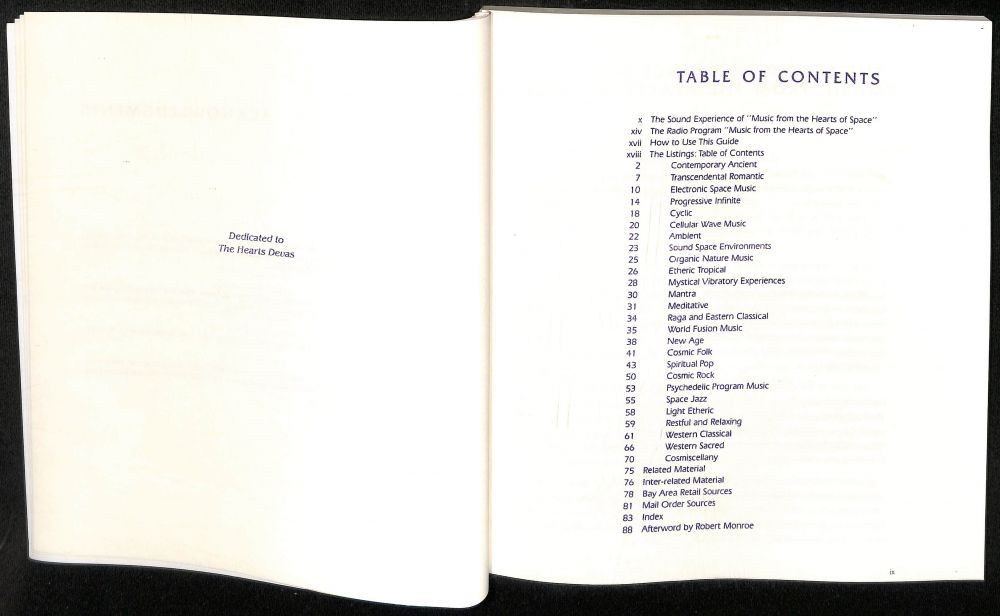 Dedicated to
The Hearts Devas
TABLE OF CONTENTS
x The Sound Experience of "Music from the Hearts of Space"
xiv The Radio Program "Music from the Hearts of Space"
xvii How to Use This Guide
xviii The Listings: Table of Contents
2 Contemporary Ancient
7 Transcendental Romantic
10 Electronic Space Music
14 Progressive Infinite
18 Cyclic
20 Cellular Wave Music
22 Ambient
23 Sound Space Environments
25 Organic Nature Music
26 Etheric Tropical
28 Mystical Vibratory Experiences
30 Mantra
31 Meditative
34 Raga and Eastern Classical
35 World Fusion Music
38 New Age
41 Cosmic Folk
43 Spiritual Pop
50 Cosmic Rock
53 Psychedelic Program Music
55 Space Jazz
58 Light Etheric
59 Restful and Relaxing
61 Western Classical
66 Western Sacred
70 Cosmiscellany
75 Related Material
76 Inter-related Material
78 Bay Area Retail Sources
81 Mail Order Sources
83 Index
88 Afterword by Robert Monroe
ix